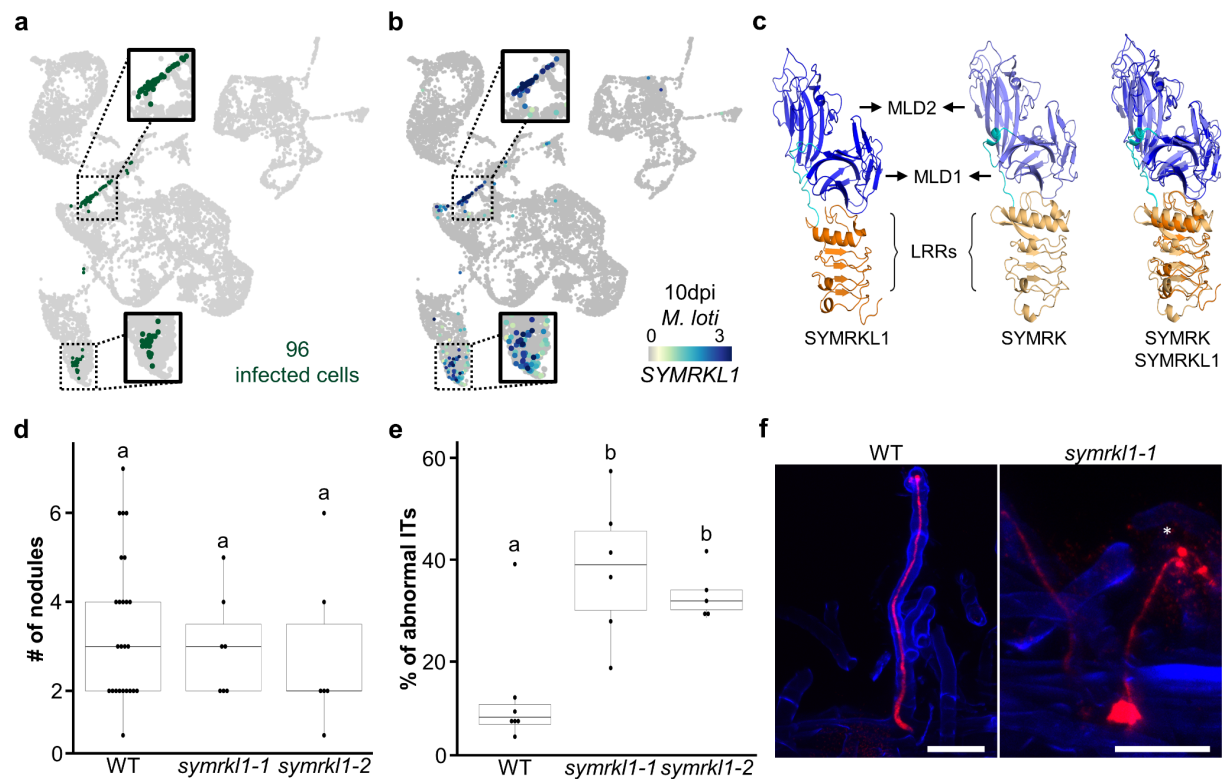 a
96
infected cells
b
10dpi
M. loti
0 3
SYMRKL1
c
MLD2
MLD1
LRRs
SYMRKL1
SYMRK
SYMRK
SYMRKL1
d
# of nodules
6
4
2
0
a
a
a
WT
symrkl1-1
symrkl1-2
e
% of abnormal ITs
60
40
20
0
a
b
b
WT
symrkl1-1
symrkl1-2
f
WT
symrkl1-1
*